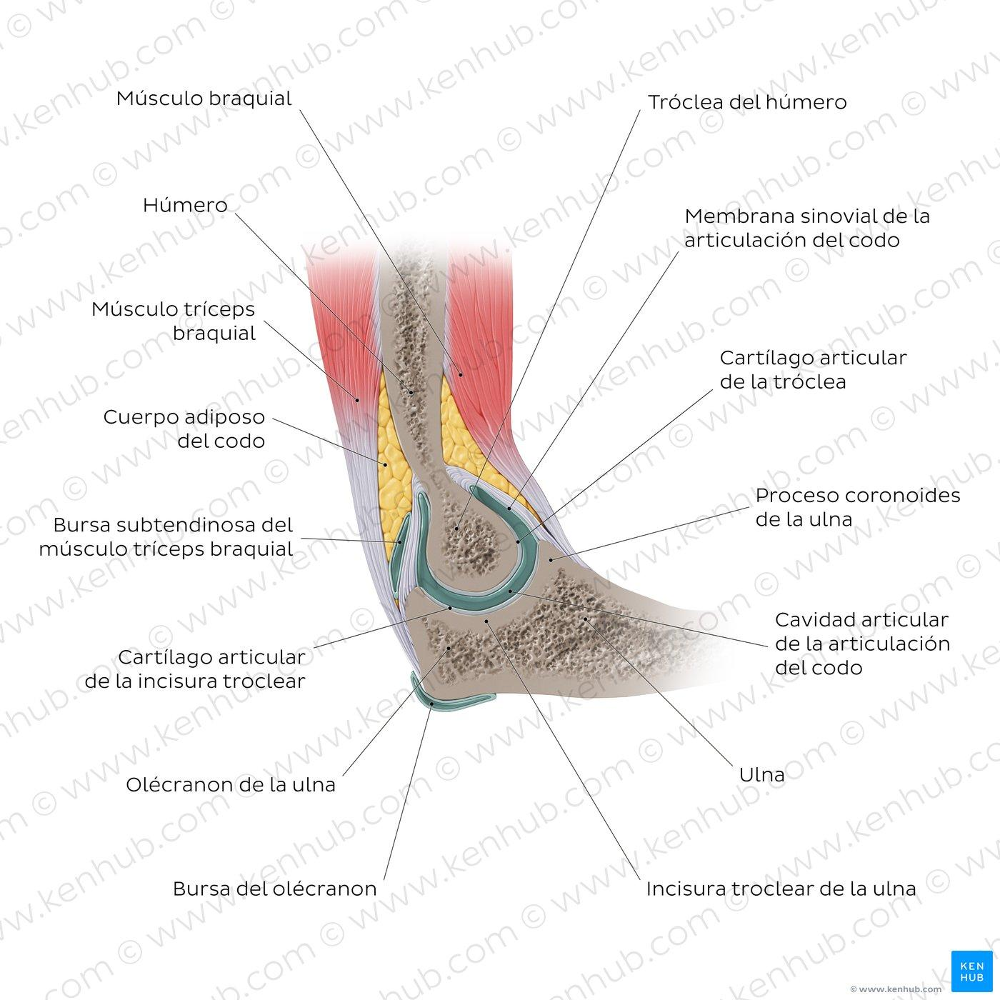 Músculo braquial
Húmero
Músculo tríceps
braquial
Cuerpo adiposo
del codo
Bursa subtendinosa del
músculo tríceps braquial
Cartílago articular
de la incisura troclear
Olécranon de la ulna
Bursa del olécranon
Tróclea del húmero
Membrana sinovial de la
articulación del codo
Cartílago articular
de la tróclea
Proceso coronoides
de la ulna
Cavidad articular
de la articulación
del codo
Ulna
Incisura troclear de la ulna
KEN
HUB
© www.kenhub.com